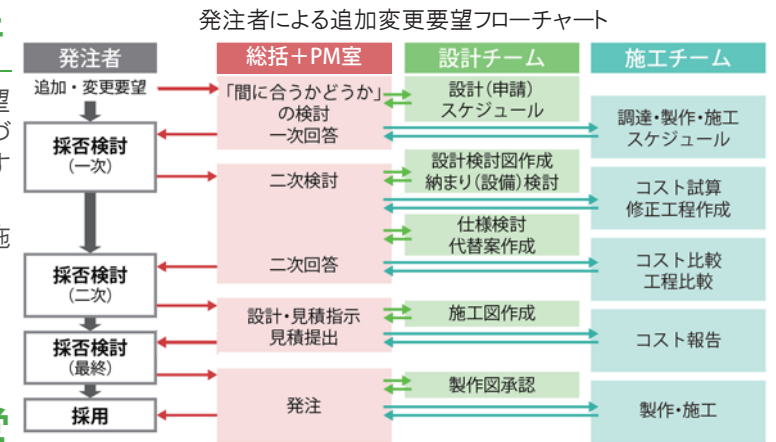 発注者による追加変更要望フローチャート
発注者
総括＋PM室
設計チーム
施工チーム
追加・変更要望
「間に合うかどうか」
の検討
一次回答
設計（申請）
スケジュール
調達・製作・施工
スケジュール
採否検討
（一次）
二次検討
設計検討図作成
納まり（設備）検討
コスト試算
修正工程作成
仕様検討
代替案作成
二次回答
コスト比較
工程比較
採否検討
（二次）
設計・見積指示
見積提出
施工図作成
コスト報告
採否検討
（最終）
発注
製作図承認
製作・施工
採用
望
づ
す
施